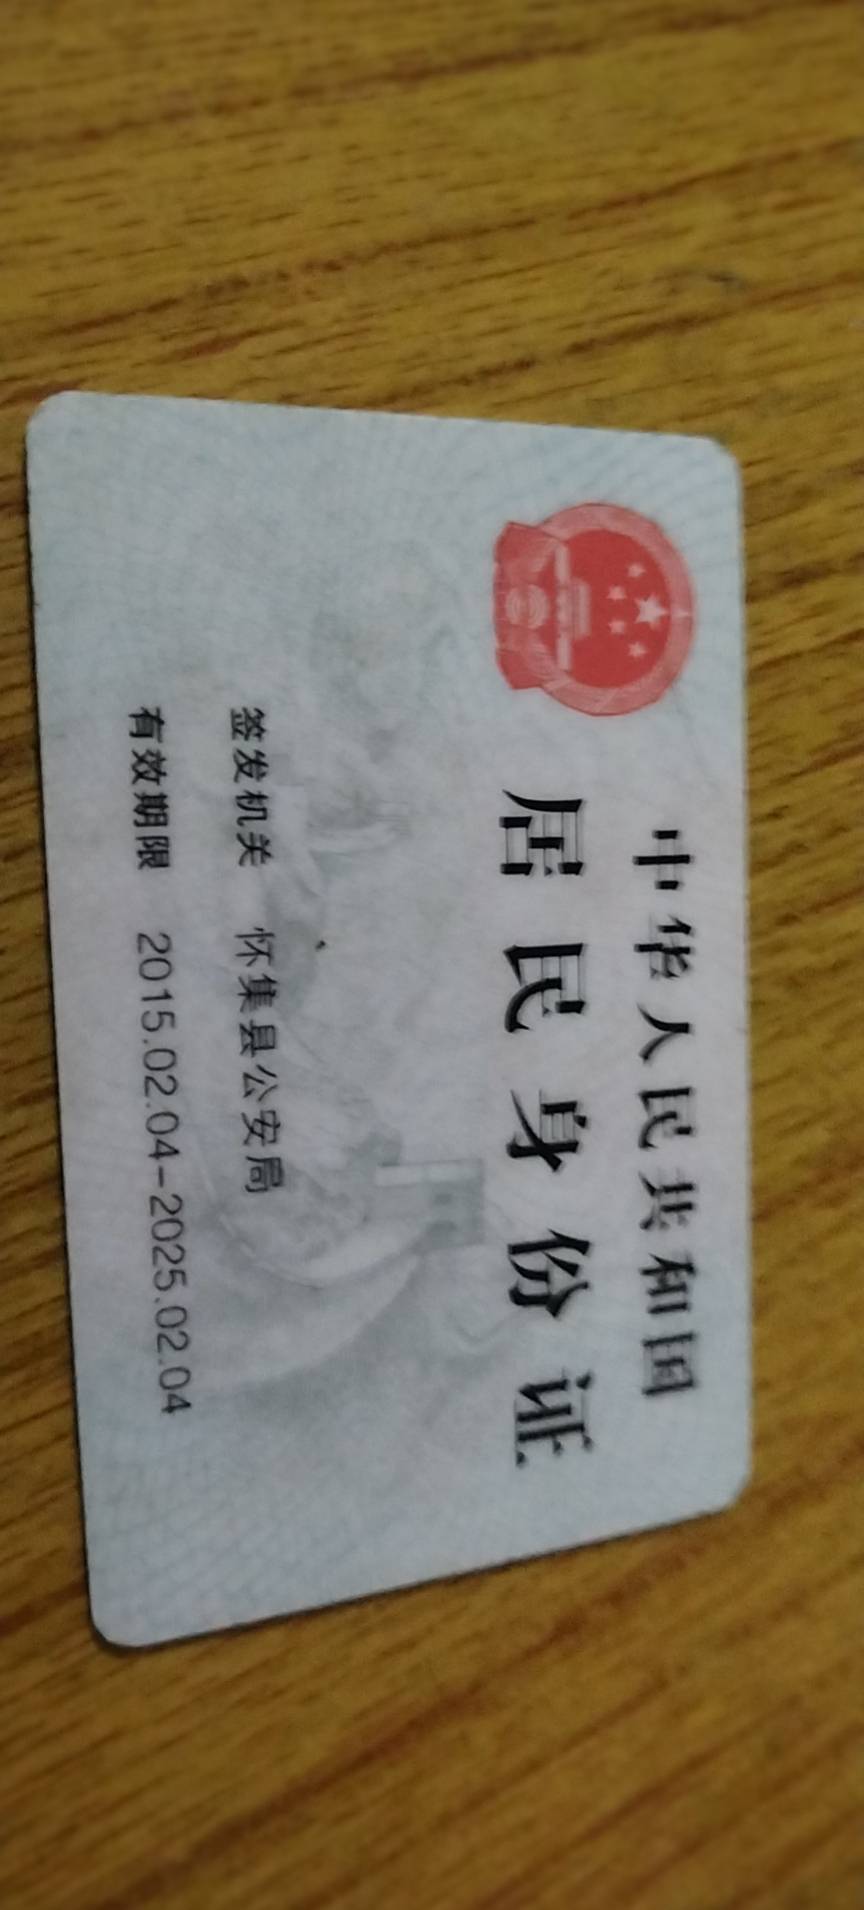 中华人民共和国
居民身份证
签发机关 怀集县公安局
有效期限 2015.02.04-2025.02.04